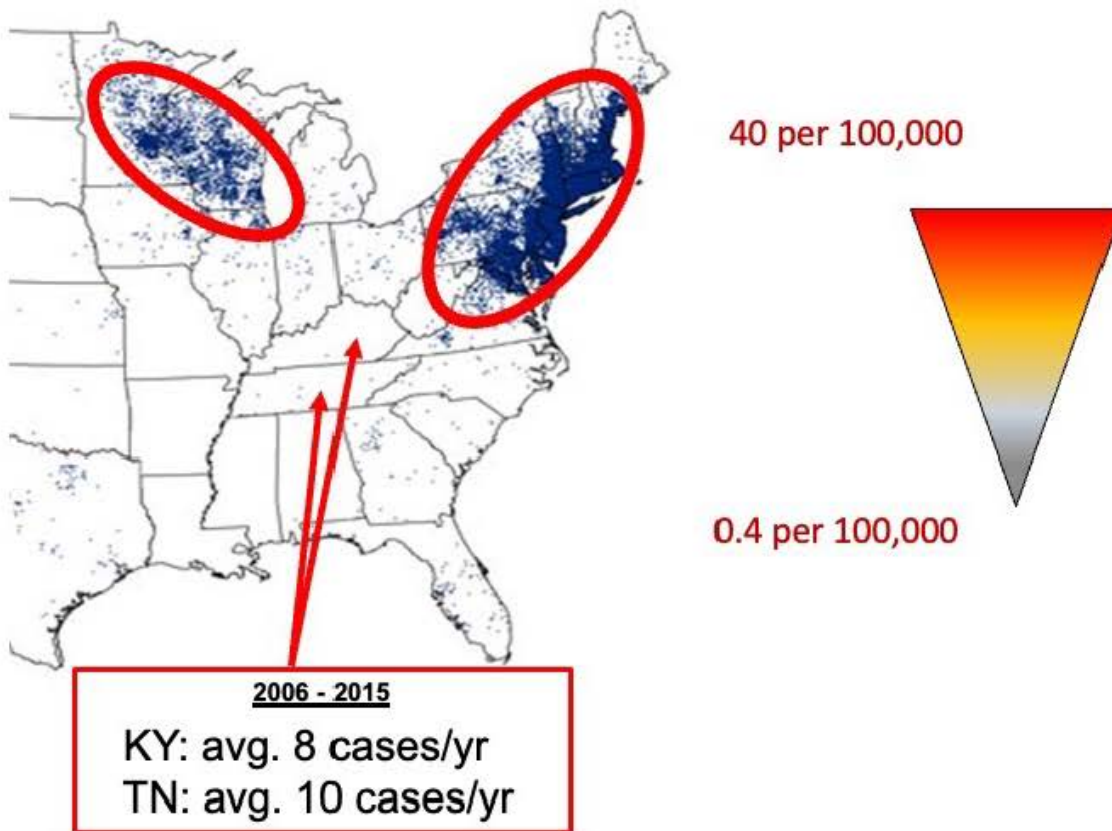 40 per 100,000
0.4 per 100,000
2006 - 2015
KY: avg. 8 cases/yr
TN: avg. 10 cases/yr